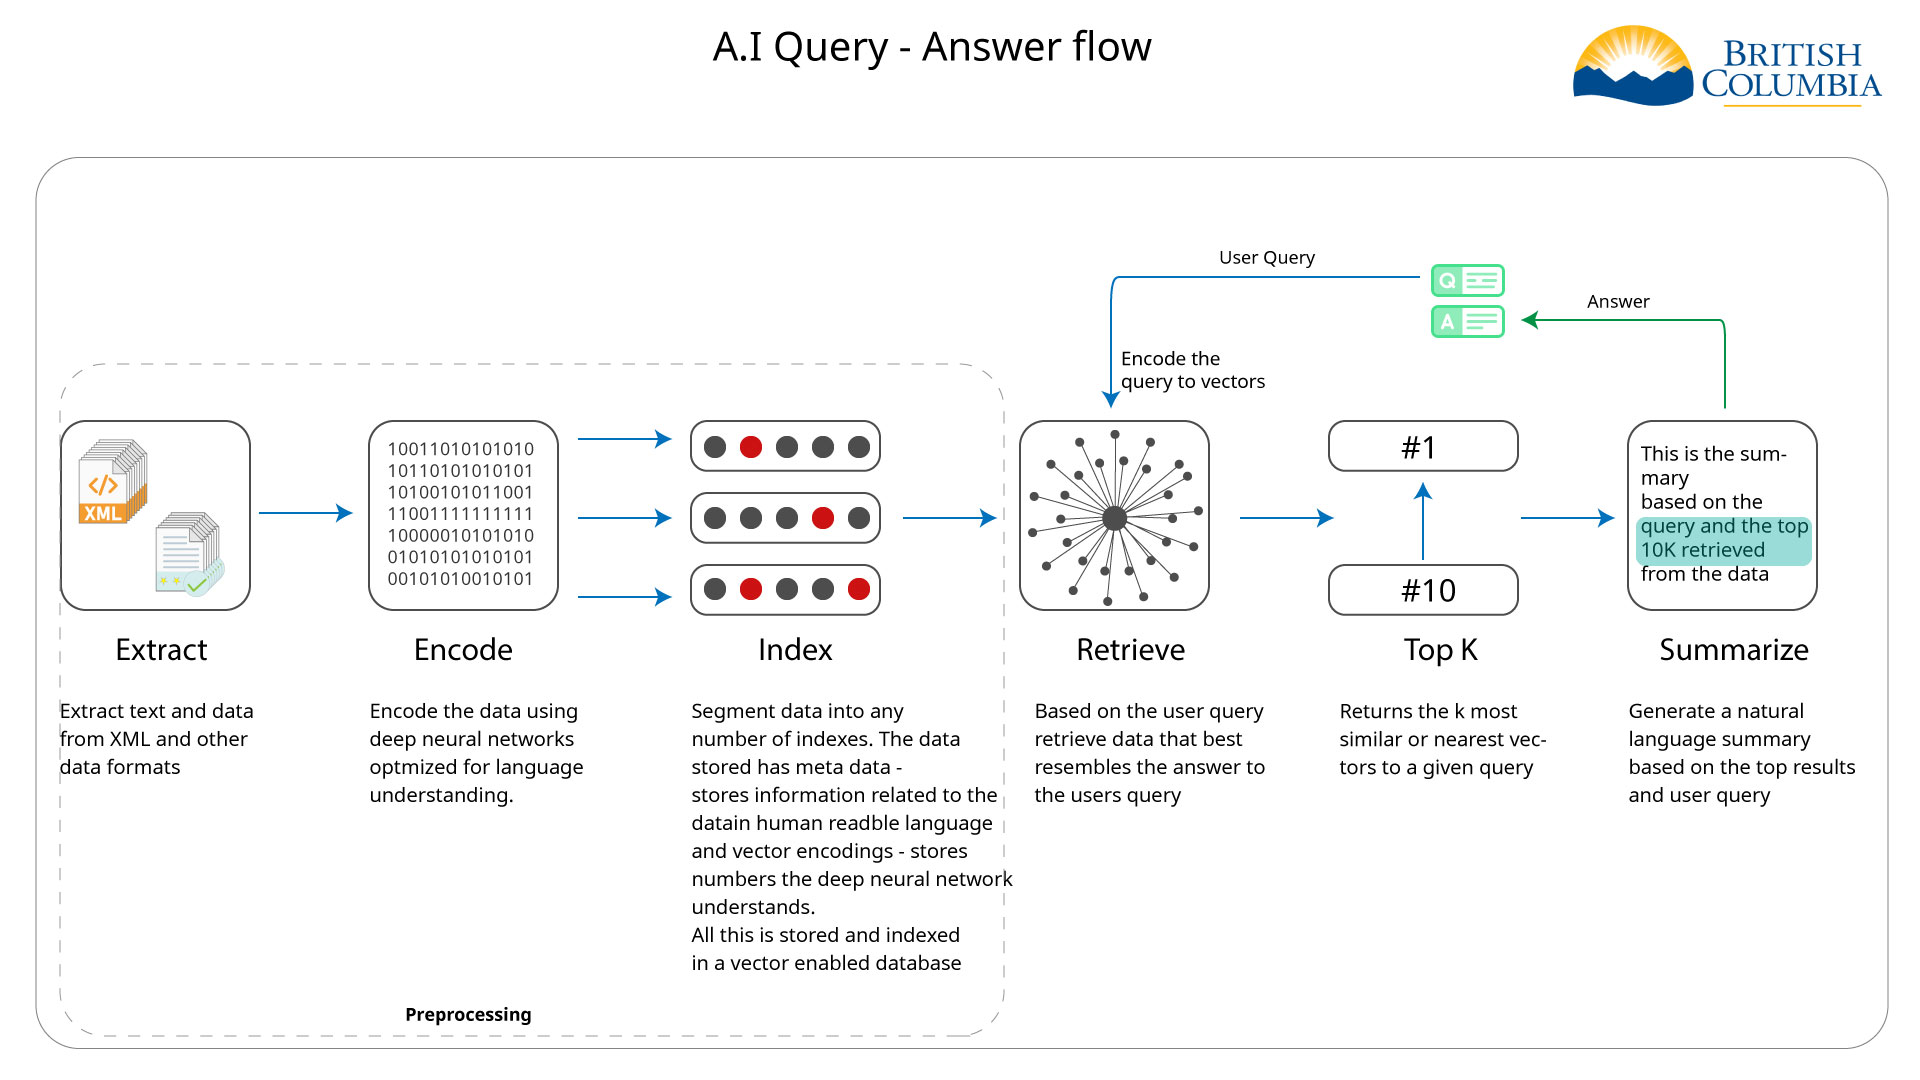 A.I Query - Answer flow
BRITISH
COLUMBIA
User Query
Q
Answer
A
Encode the
query to vectors
XML
10011010101010
10110101010101
10100101011001
11001111111111
10000010101010
01010101010101
00101010010101
#1
#10
This is the sum-
mary
based on the
query and the top
10K retrieved
from the data
Extract
Encode
Index
Retrieve
Top K
Summarize
Extract text and data
from XML and other
data formats
Encode the data using
deep neural networks
optmized for language
understanding.
Segment data into any
number of indexes. The data
stored has meta data -
stores information related to the
datain human readble language
and vector encodings - stores
numbers the deep neural network
understands.
All this is stored and indexed
in a vector enabled database
Based on the user query
retrieve data that best
resembles the answer to
the users query
Returns the k most
similar or nearest vec-
tors to a given query
Generate a natural
language summary
based on the top results
and user query
Preprocessing